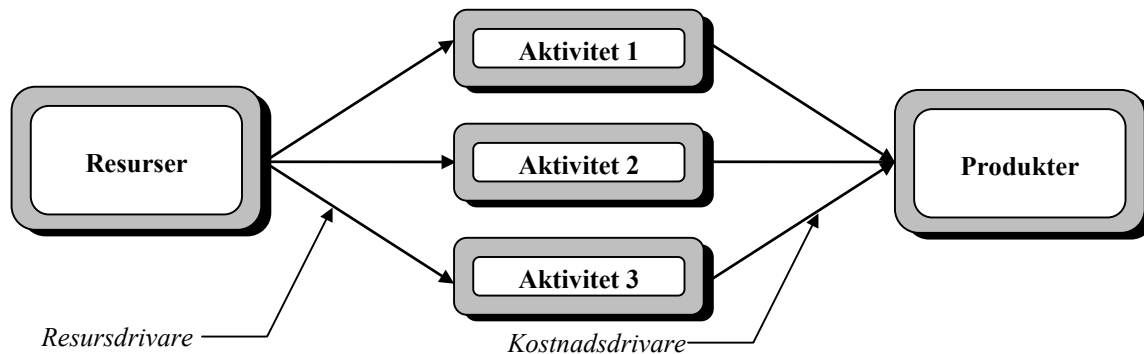 Aktivitet 1
Resurser
Aktivitet 2
Produkter
Aktivitet 3
Resursdrivare
Kostnadsdrivare